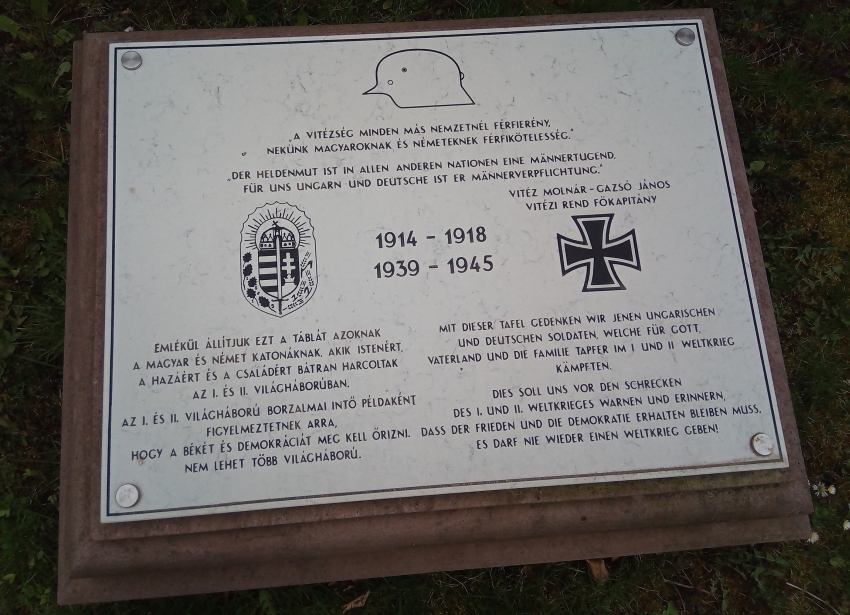 „A VITÉZSÉG MINDEN MÁS NEMZETNÉL FÉRFIERÉNY,
NEKÜNK MAGYAROKNAK ÉS NÉMETEKNEK FÉRFIKÖTELESSÉG."
„DER HELDENMUT IST IN ALLEN ANDEREN NATIONEN EINE MÄNNERTUGEND,
FÜR UNS UNGARN UND DEUTSCHE IST ER MÄNNERVERPFLICHTUNG."
VITÉZ MOLNÁR-GAZSÓ JÁNOS
VITÉZI REND FŐKAPITÁNY
1914 - 1918
1939 - 1945
EMLÉKÜL ÁLLÍTJUK EZT A TÁBLÁT AZOKNAK
A MAGYAR ÉS NÉMET KATONÁKNAK, AKIK ISTENÉRT,
A HAZÁÉRT ÉS A CSALÁDÉRT BÁTRAN HARCOLTAK
AZ I. ÉS II. VILÁGHÁBORÚBAN.
AZ I. ÉS II. VILÁGHÁBORÚ BORZALMAI INTŐ PÉLDAKÉNT
FIGYELMEZTETNEK ARRA,
HOGY A BÉKÉT ÉS DEMOKRÁCIÁT MEG KELL ŐRIZNI.
NEM LEHET TÖBB VILÁGHÁBORÚ.
MIT DIESER TAFEL GEDENKEN WIR JENEN UNGARISCHEN
UND DEUTSCHEN SOLDATEN, WELCHE FÜR GOTT,
VATERLAND UND DIE FAMILIE TAPFER IM I UND II WELTKRIEG
KÄMPFTEN.
DIES SOLL UNS VOR DEN SCHRECKEN
DES I. UND II. WELTKRIEGES WARNEN UND ERINNERN,
DASS DER FRIEDEN UND DIE DEMOKRATIE ERHALTEN BLEIBEN MUSS.
ES DARF NIE WIEDER EINEN WELTKRIEG GEBEN!